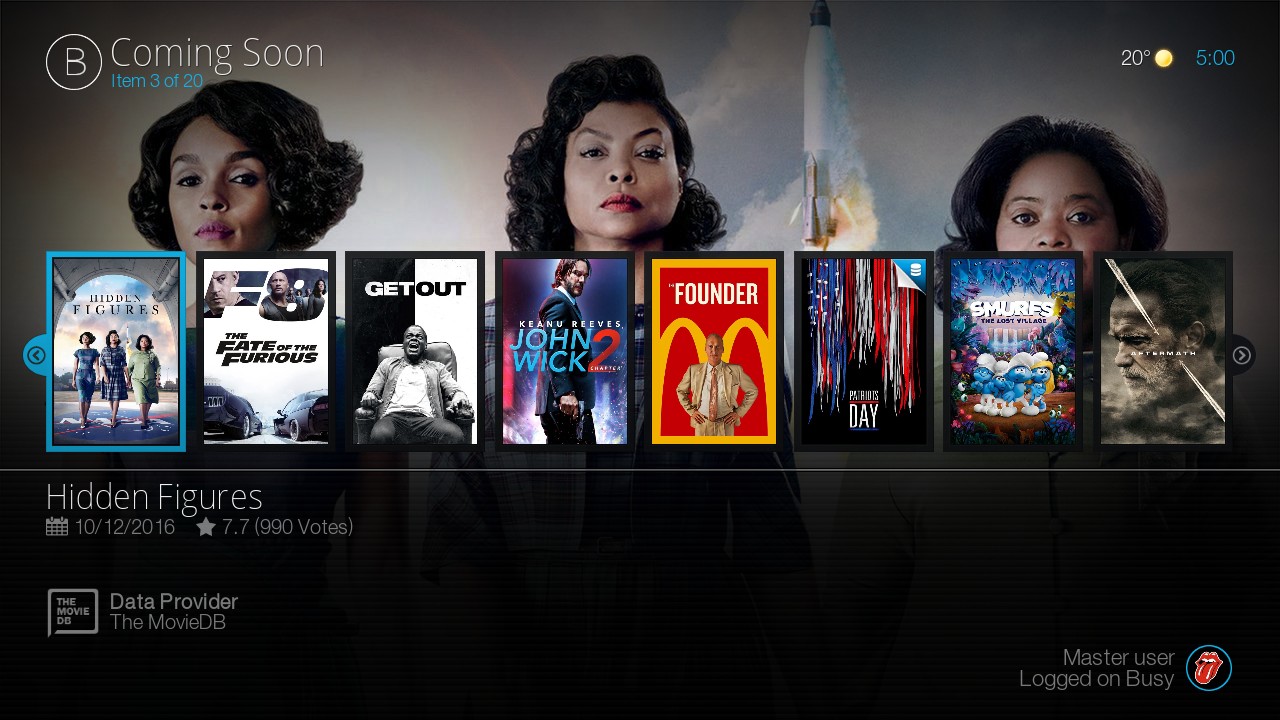 B
Coming Soon
Item 3 of 20
20°
5:00
HIDDEN
FIGURES
F8
THE
FATE OF THE
FURIOUS
GET OUT
KEANU REEVES
JOHN
WICK 2
CHAPTER
THE
FOUNDER
PATRIOTS
DAY
SMURFS
THE LOST VILLAGE
AFTERMATH
Hidden Figures
10/12/2016 7.7 (990 Votes)
THE
MOVIE
DB
Data Provider
The MovieDB
Master user
Logged on Busy